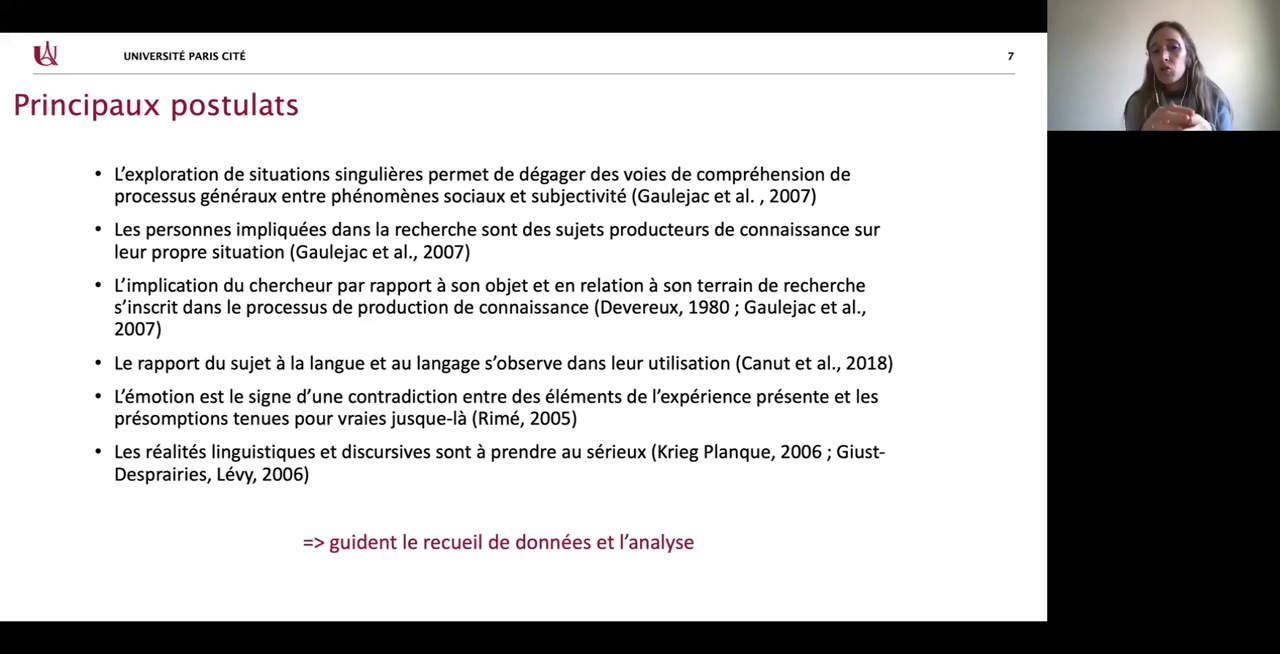 UNIVERSITÉ PARIS CITÉ
7
Principaux postulats
• L’exploration de situations singulières permet de dégager des voies de compréhension de
processus généraux entre phénomènes sociaux et subjectivité (Gaulejac et al. , 2007)
• Les personnes impliquées dans la recherche sont des sujets producteurs de connaissance sur
leur propre situation (Gaulejac et al., 2007)
• L’implication du chercheur par rapport à son objet et en relation à son terrain de recherche
s’inscrit dans le processus de production de connaissance (Devereux, 1980 ; Gaulejac et al.,
2007)
• Le rapport du sujet à la langue et au langage s’observe dans leur utilisation (Canut et al., 2018)
• L’émotion est le signe d’une contradiction entre des éléments de l’expérience présente et les
présomptions tenues pour vraies jusque-là (Rimé, 2005)
• Les réalités linguistiques et discursives sont à prendre au sérieux (Krieg Planque, 2006 ; Giust-
Desprairies, Lévy, 2006)
=> guident le recueil de données et l’analyse